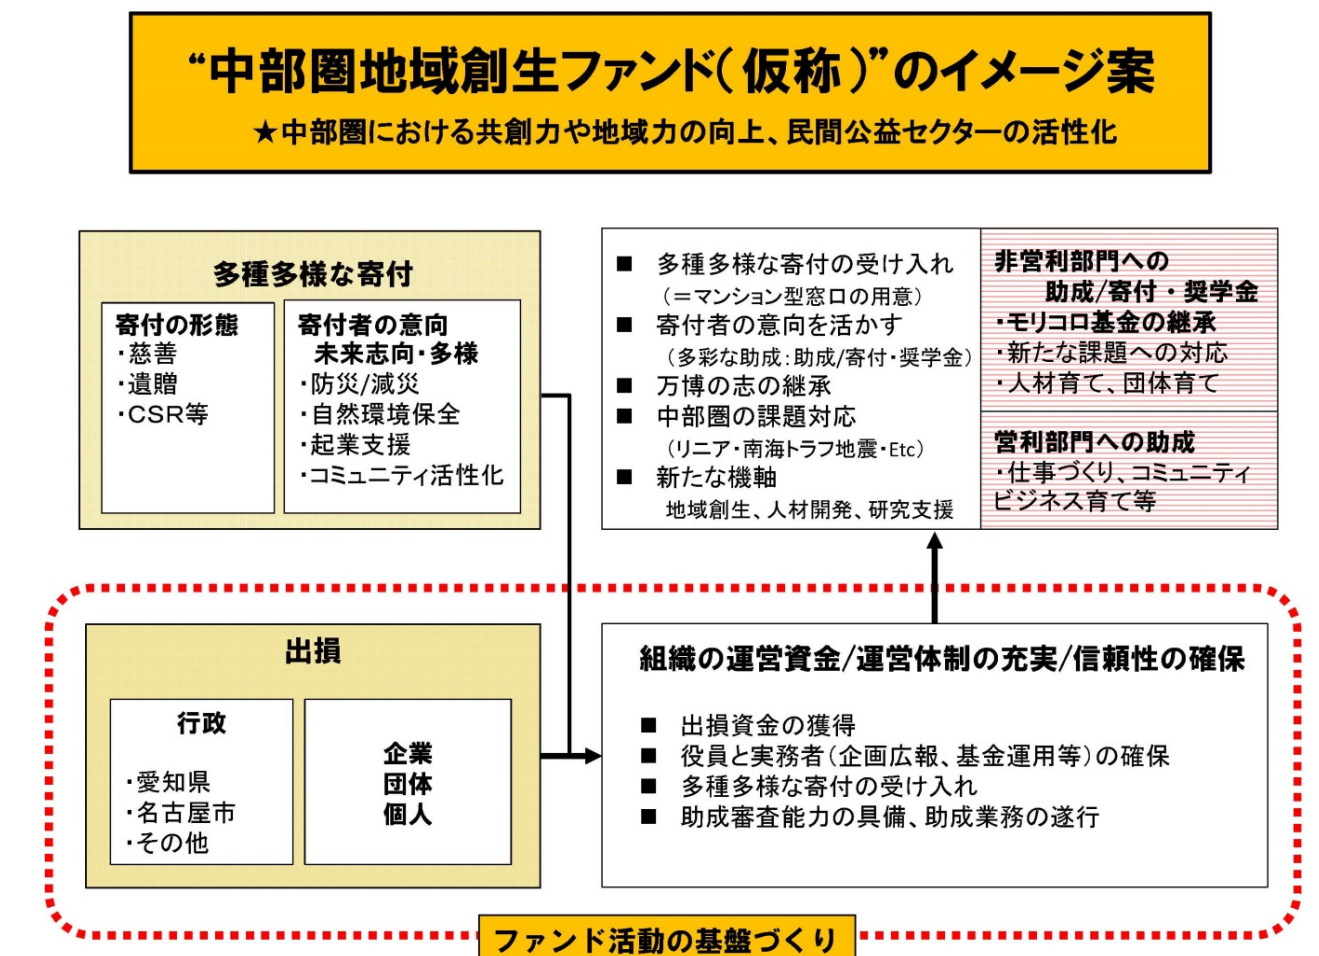 “中部圏地域創生ファンド(仮称)”のイメージ案
★中部圏における共創力や地域力の向上、民間公益セクターの活性化
多種多様な寄付
寄付の形態
・慈善
・遺贈
・CSR等
寄付者の意向
未来志向・多様
・防災/減災
・自然環境保全
・起業支援
・コミュニティ活性化
■ 多種多様な寄付の受け入れ
(=マンション型窓口の用意)
■ 寄付者の意向を活かす
(多彩な助成:助成/寄付・奨学金)
■ 万博の志の継承
■ 中部圏の課題対応
(リニア・南海トラフ地震・Etc)
■ 新たな機軸
地域創生、人材開発、研究支援
非営利部門への
助成/寄付・奨学金
・モリコロ基金の継承
・新たな課題への対応
・人材育て、団体育て
営利部門への助成
・仕事づくり、コミュニティ
ビジネス育て等
出損
行政
・愛知県
・名古屋市
・その他
企業
団体
個人
組織の運営資金/運営体制の充実/信頼性の確保
■ 出損資金の獲得
■ 役員と実務者(企画広報、基金運用等)の確保
■ 多種多様な寄付の受け入れ
■ 助成審査能力の具備、助成業務の遂行
ファンド活動の基盤づくり